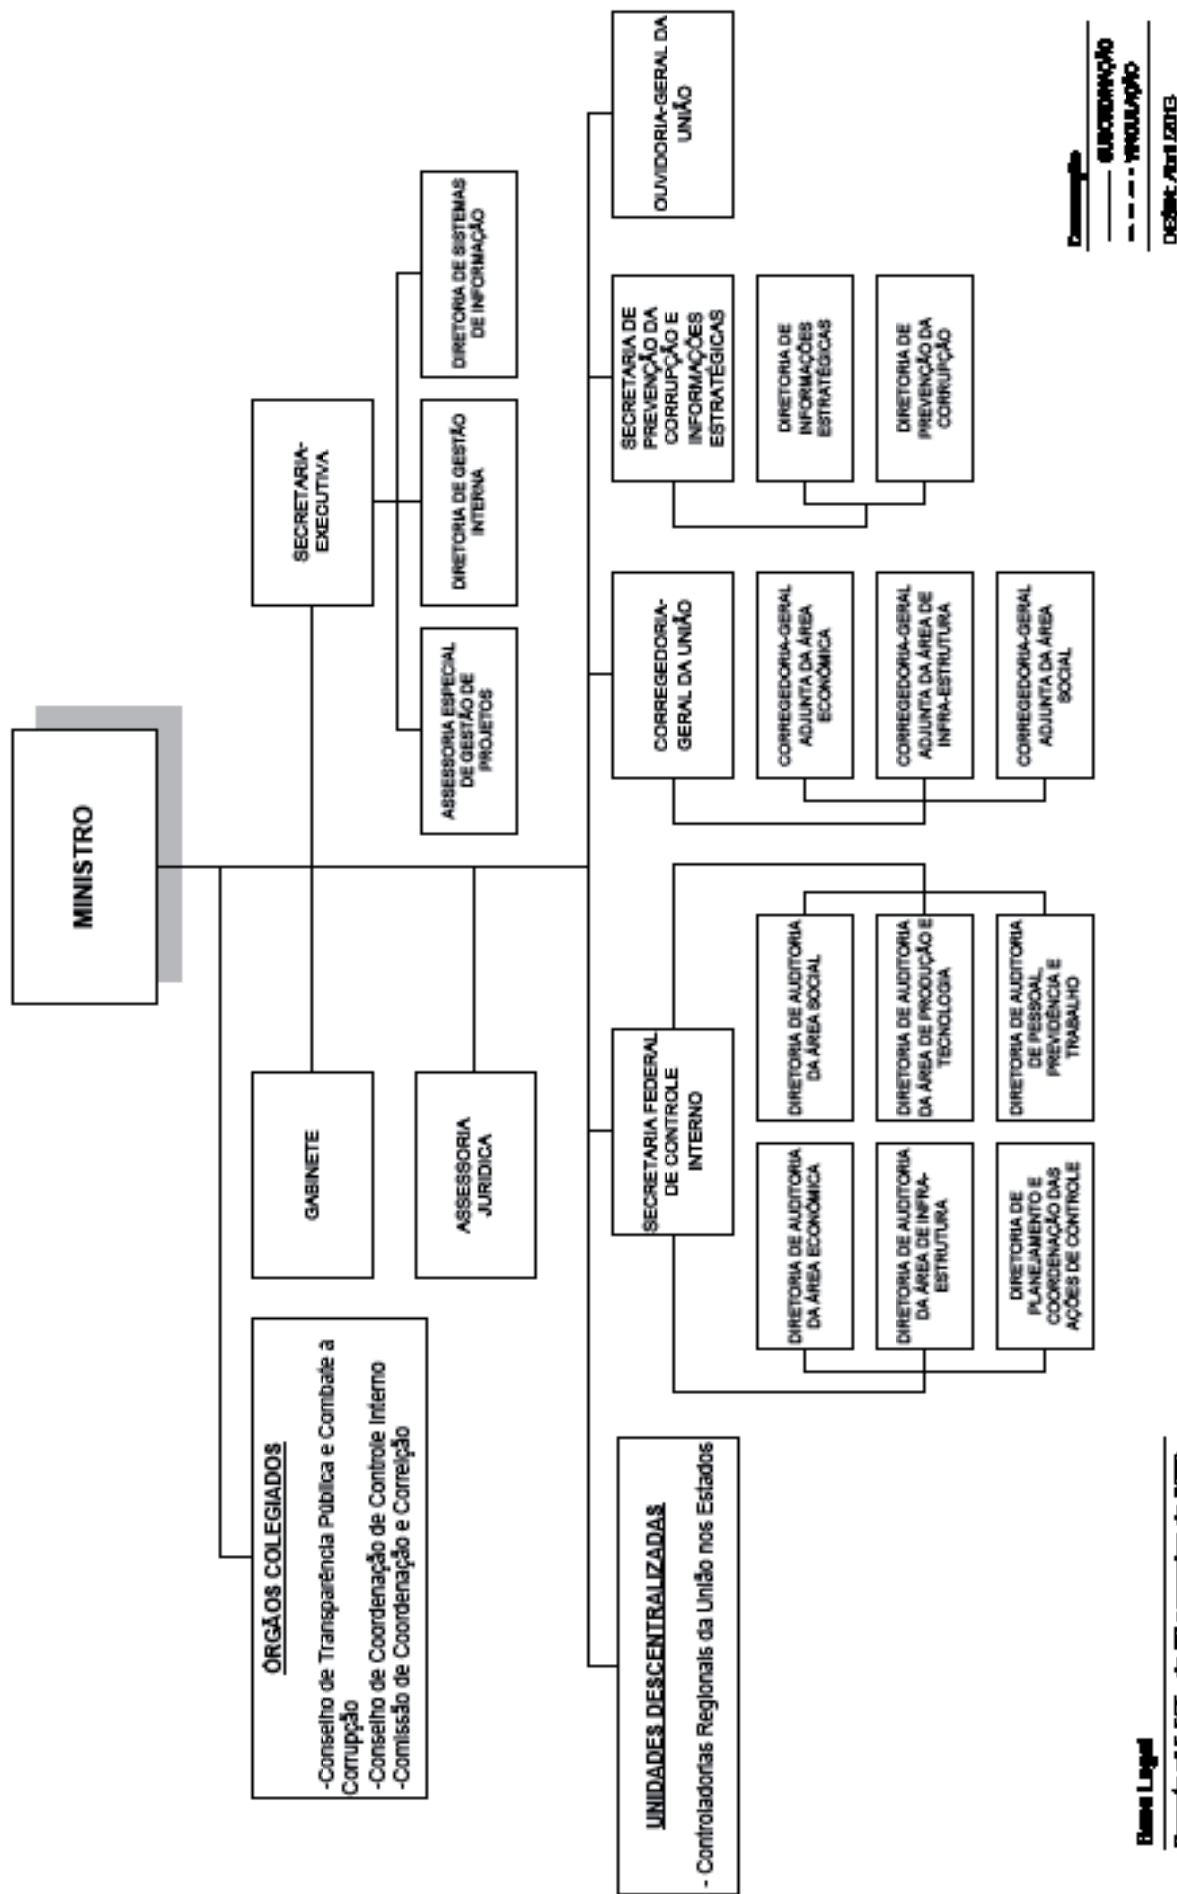 MINISTRO
ÓRGÃOS COLEGIADOS
-Conselho de Transparência Pública e Combate à
Corrupção
-Conselho de Coordenação de Controle Interno
-Comissão de Coordenação e Correição
GABINETE
SECRETARIA-
EXECUTIVA
ASSESSORIA
JURIDICA
ASSESSORIA ESPECIAL
DE GESTÃO DE
PROJETOS
DIRETORIA DE GESTÃO
INTERNA
DIRETORIA DE SISTEMAS
DE INFORMAÇÃO
UNIDADES DESCENTRALIZADAS
- Controladorias Regionais da União nos Estados
SECRETARIA FEDERAL
DE CONTROLE
INTERNO
CORREGEDORIA-
GERAL DA UNIÃO
SECRETARIA DE
PREVENÇÃO DA
CORRUPÇÃO E
INFORMAÇÕES
ESTRATÉGICAS
OUVIDORIA-GERAL DA
UNIÃO
DIRETORIA DE AUDITORIA
DA ÁREA ECONÔMICA
DIRETORIA DE AUDITORIA
DA ÁREA SOCIAL
CORREGEDORIA-GERAL
ADJUNTA DA ÁREA
ECONÔMICA
DIRETORIA DE
INFORMAÇÕES
ESTRATÉGICAS
DIRETORIA DE AUDITORIA
DA ÁREA DE INFRA-
ESTRUTURA
DIRETORIA DE AUDITORIA
DA ÁREA DE PRODUÇÃO E
TECNOLOGIA
CORREGEDORIA-GERAL
ADJUNTA DA ÁREA DE
INFRA-ESTRUTURA
DIRETORIA DE
PREVENÇÃO DA
CORRUPÇÃO
DIRETORIA DE
PLANEJAMENTO E
COORDENAÇÃO DAS
AÇÕES DE CONTROLE
DIRETORIA DE AUDITORIA
DE PESSOAL,
PREVIDÊNCIA E
TRABALHO
CORREGEDORIA-GERAL
ADJUNTA DA ÁREA
SOCIAL
Base Legal
SUBORDINAÇÃO
VINCULAÇÃO